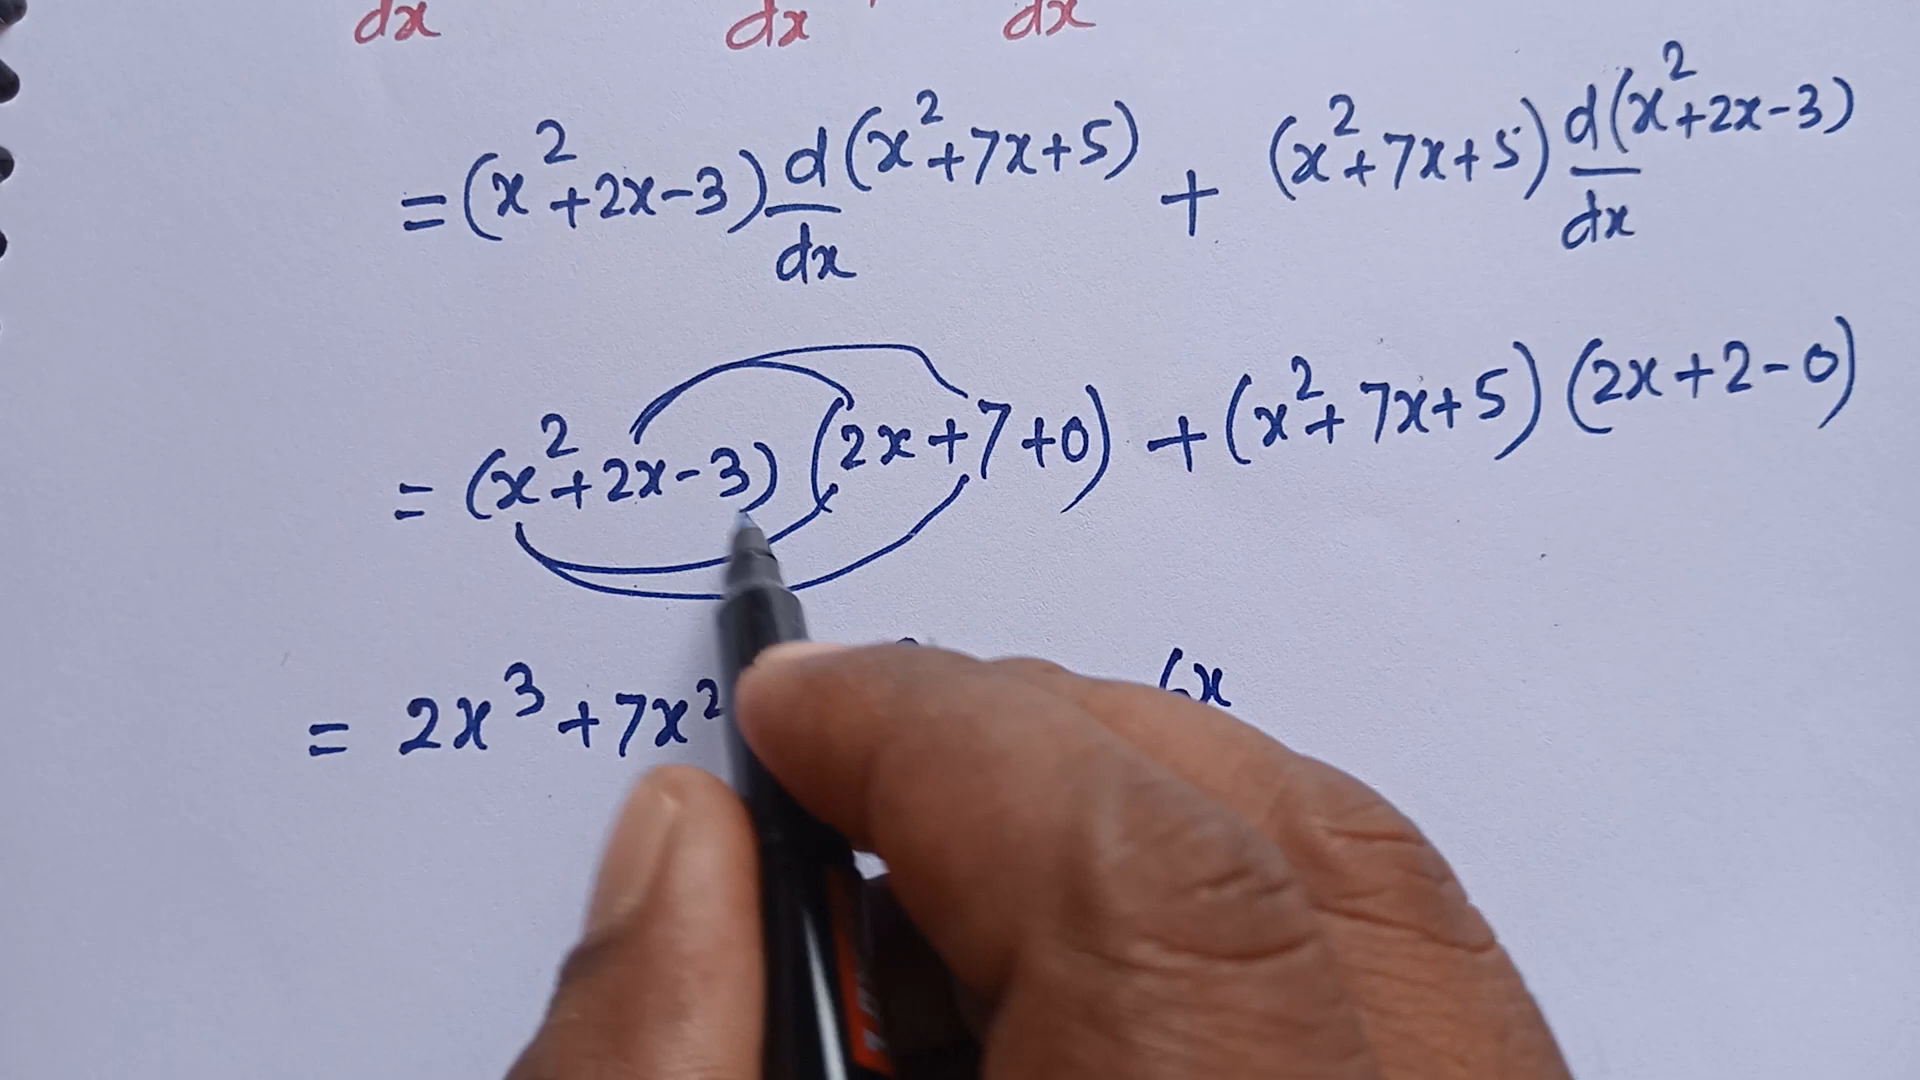 dx dx dx
= (x²+2x-3) d/dx (x²+7x+5) + (x²+7x+5) d/dx (x²+2x-3)
= (x²+2x-3) (2x+7+0) + (x²+7x+5) (2x+2-0)
= 2x³+7x² 6x